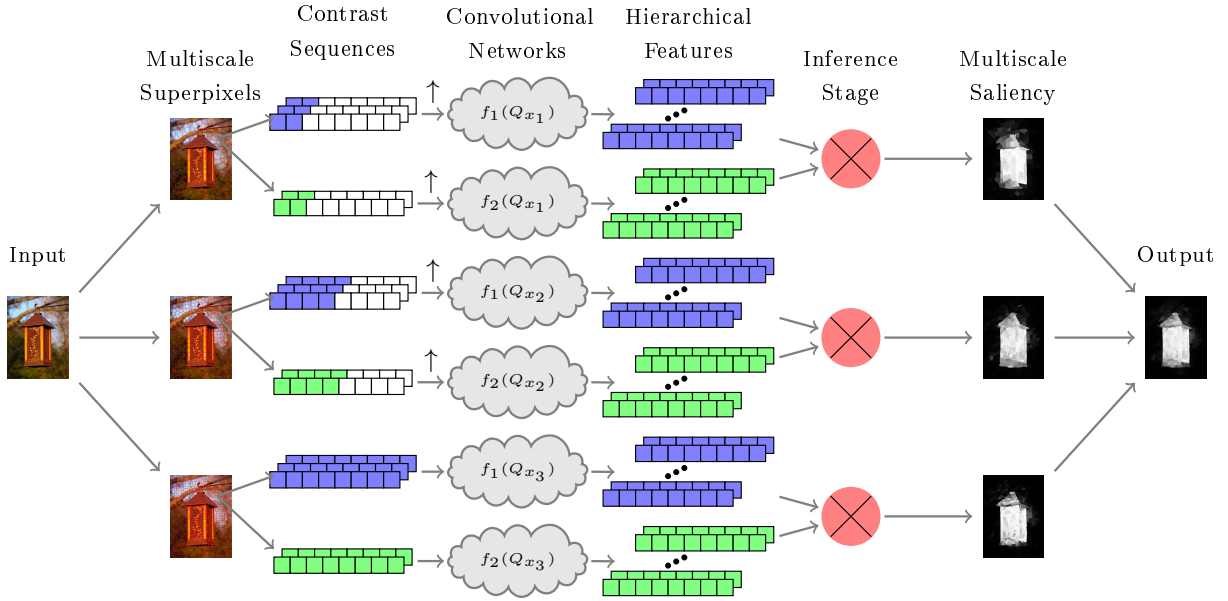 Input
Multiscale
Superpixels
Contrast
Sequences
Convolutional
Networks
Hierarchical
Features
Inference
Stage
Multiscale
Saliency
Output
↑
f₁(Qₓ₁)
↑
f₂(Qₓ₁)
↑
f₁(Qₓ₂)
↑
f₂(Qₓ₂)
f₁(Qₓ₃)
f₂(Qₓ₃)